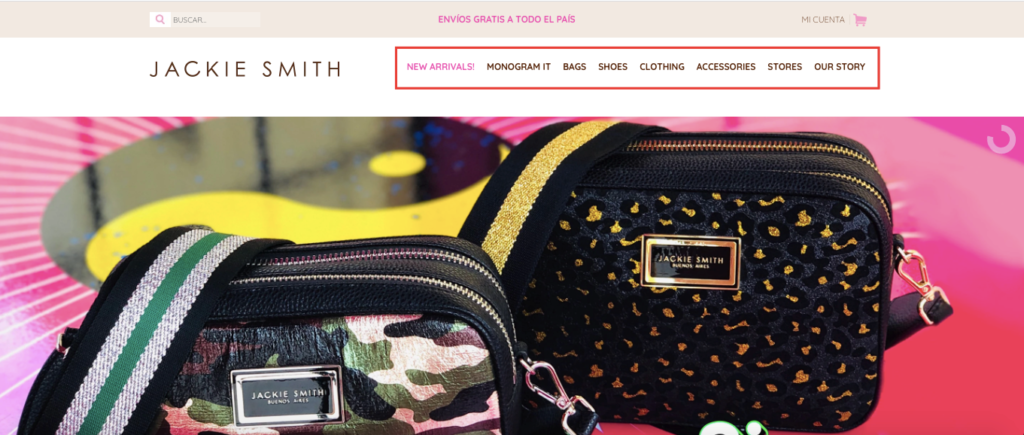 BUSCAR...
ENVÍOS GRATIS A TODO EL PAÍS
MI CUENTA
JACKIE SMITH
NEW ARRIVALS! MONOGRAM IT BAGS SHOES CLOTHING ACCESSORIES STORES OUR STORY
JACKIE SMITH
BUENOS AIRES
JACKIE SMITH
BUENOS AIRES